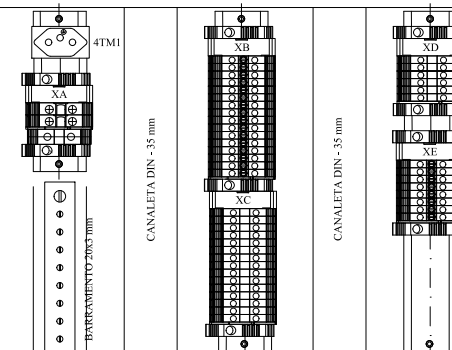 4TM1
XA
BARRAMENTO 20x3 mm
CANALETA DIN - 35 mm
XB
XC
CANALETA DIN - 35 mm
XD
XE